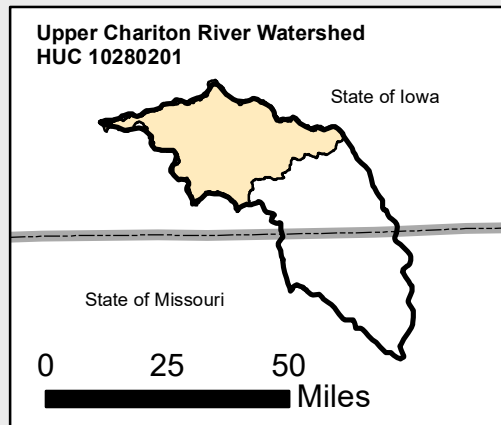 Upper Chariton River Watershed
HUC 10280201
State of Iowa
State of Missouri
0 25 50
Miles